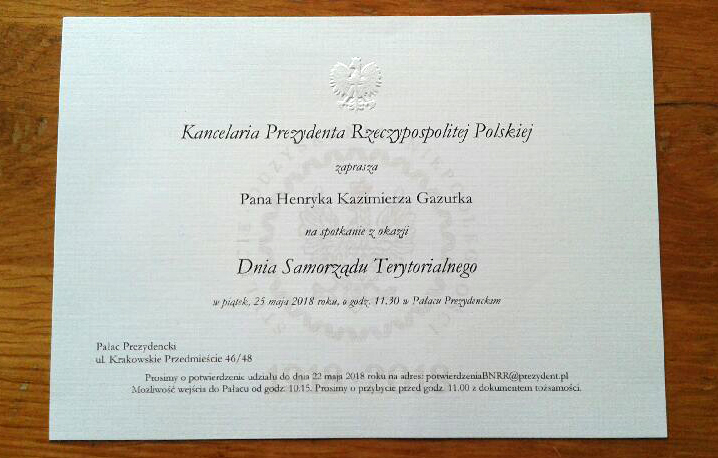 Kancelaria Prezydenta Rzeczypospolitej Polskiej
zaprasza
Pana Henryka Kazimierza Gazurka
na spotkanie z okazji
Dnia Samorządu Terytorialnego
w piątek, 25 maja 2018 roku, o godz. 11.30 w Pałacu Prezydenckim
Pałac Prezydencki
ul. Krakowskie Przedmieście 46/48
Prosimy o potwierdzenie udziału do dnia 22 maja 2018 roku na adres: potwierdzeniaBNRR@prezydent.pl
Możliwość wejścia do Pałacu od godz. 10.15. Prosimy o przybycie przed godz. 11.00 z dokumentem tożsamości.